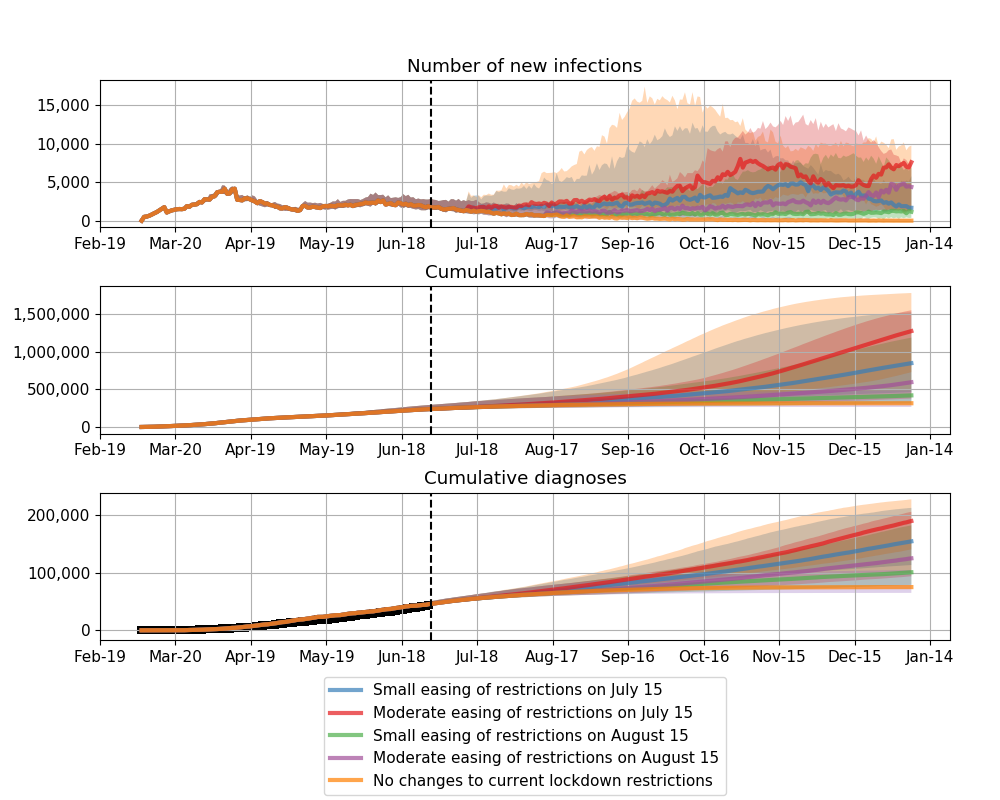 Number of new infections
15,000
10,000
5,000
0
Feb-19 Mar-20 Apr-19 May-19 Jun-18 Jul-18 Aug-17 Sep-16 Oct-16 Nov-15 Dec-15 Jan-14
Cumulative infections
1,500,000
1,000,000
500,000
0
Feb-19 Mar-20 Apr-19 May-19 Jun-18 Jul-18 Aug-17 Sep-16 Oct-16 Nov-15 Dec-15 Jan-14
Cumulative diagnoses
200,000
100,000
0
Feb-19 Mar-20 Apr-19 May-19 Jun-18 Jul-18 Aug-17 Sep-16 Oct-16 Nov-15 Dec-15 Jan-14
Small easing of restrictions on July 15
Moderate easing of restrictions on July 15
Small easing of restrictions on August 15
Moderate easing of restrictions on August 15
No changes to current lockdown restrictions